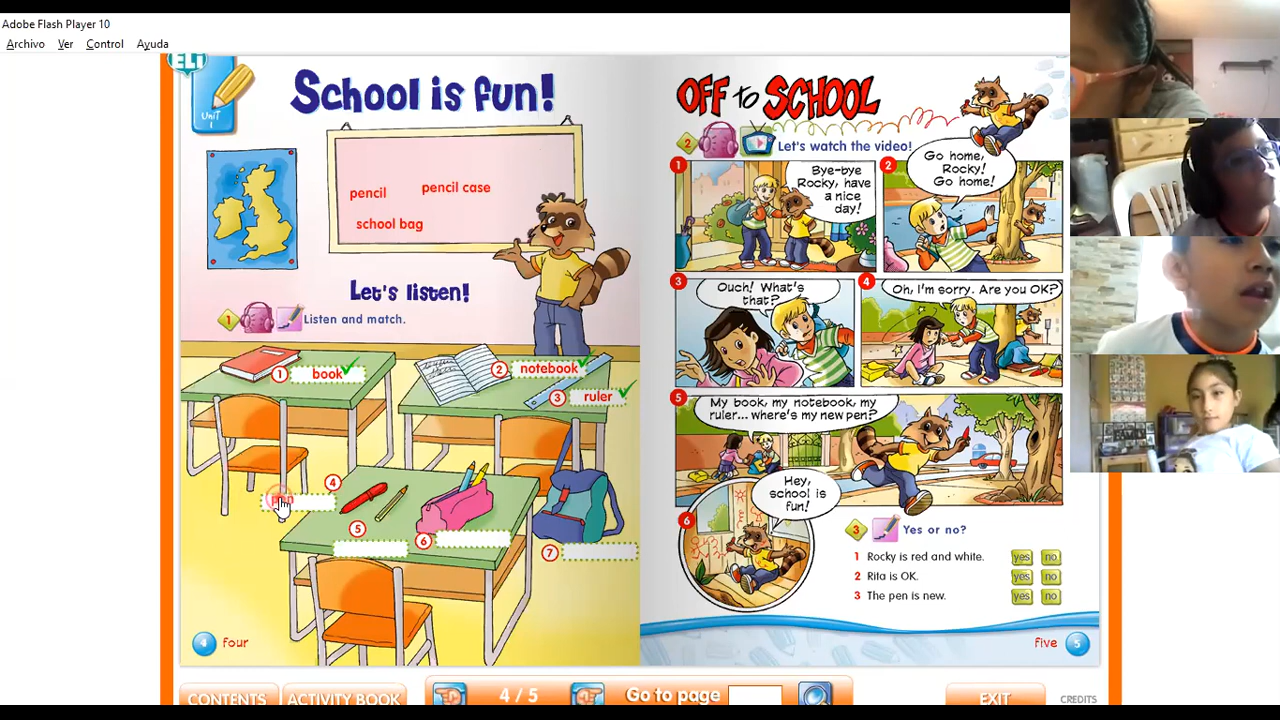 Adobe Flash Player 10
Archivo Ver Control Ayuda
ELi
UNIT
1
School is fun!
pencil
pencil case
school bag
Let's listen!
1 Listen and match.
1 book
2 notebook
3 ruler
4
pen
5
6
7
4 four
OFF to SCHOOL
2 Let's watch the video!
1
Bye-bye
Rocky, have
a nice
day!
2
Go home,
Rocky!
Go home!
3
Ouch! What's
that?
4
Oh, I'm sorry. Are you OK?
5
My book, my notebook, my
ruler... where's my new pen?
6
Hey,
school is
fun!
3 Yes or no?
1 Rocky is red and white. yes no
2 Rita is OK. yes no
3 The pen is new. yes no
five 5
CONTENTS ACTIVITY BOOK 4 / 5 Go to page EXIT CREDITS